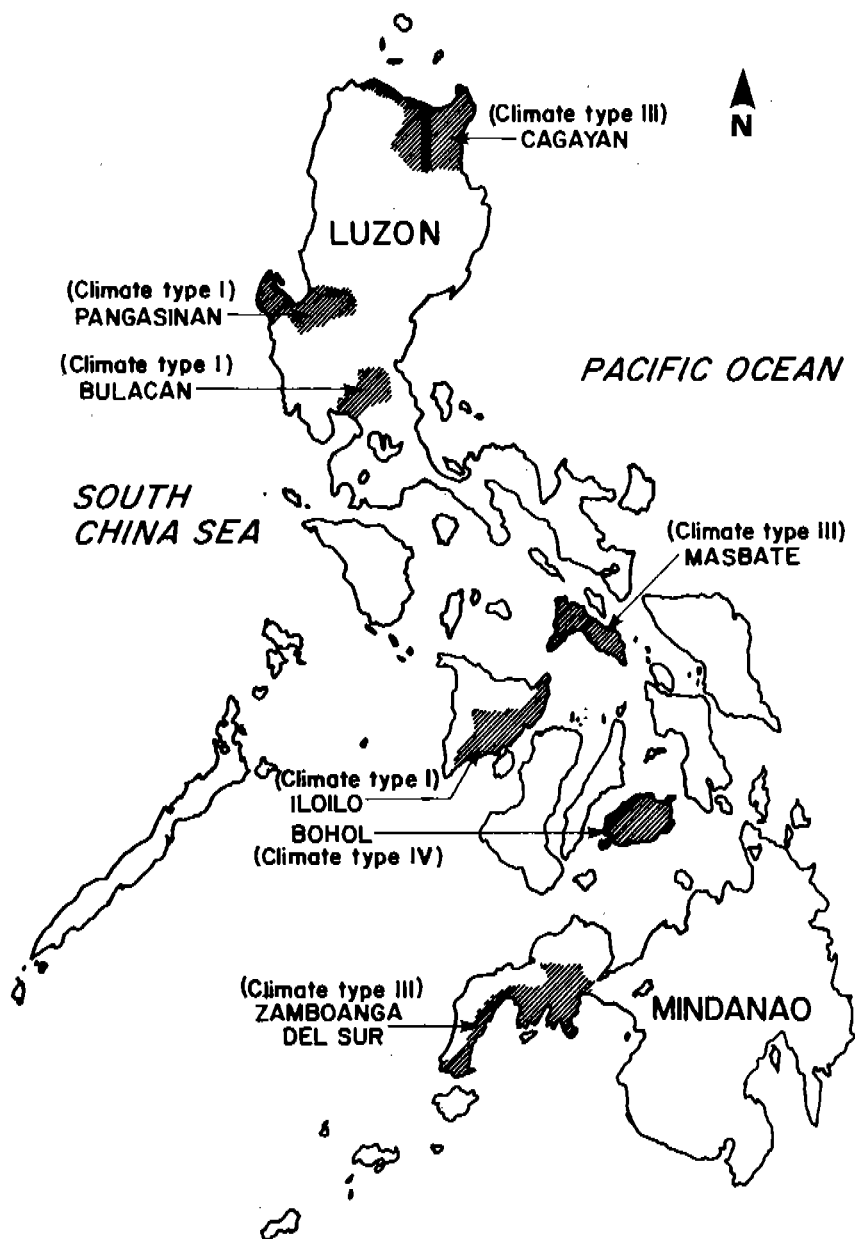 (Climate type III)
CAGAYAN
N
LUZON
(Climate type I)
PANGASINAN
(Climate type I)
BULACAN
PACIFIC OCEAN
SOUTH
CHINA SEA
(Climate type III)
MASBATE
(Climate type I)
ILOILO
BOHOL
(Climate type IV)
(Climate type III)
ZAMBOANGA
DEL SUR
MINDANAO